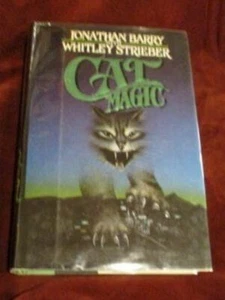 JONATHAN BARRY
WHITLEY STRIEBER
CAT
MAGIC